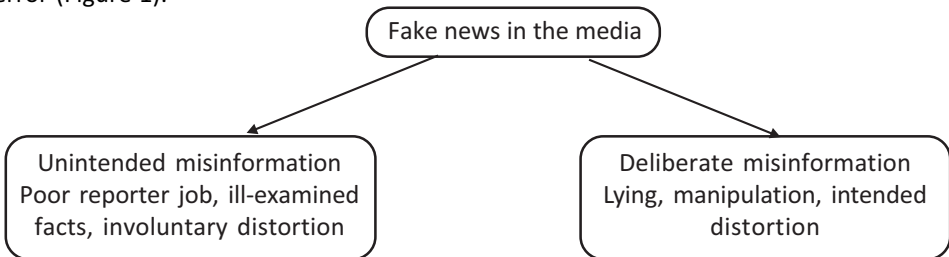 error (Figure 1).
Fake news in the media
Unintended misinformation
Poor reporter job, ill-examined
facts, involuntary distortion
Deliberate misinformation
Lying, manipulation, intended
distortion